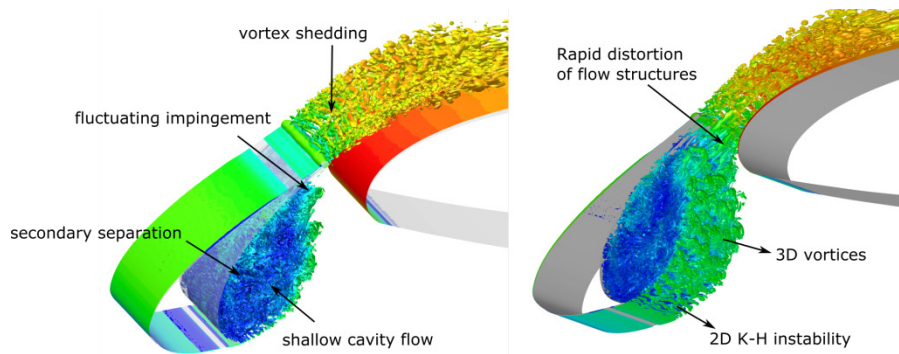 vortex shedding
fluctuating impingement
secondary separation
shallow cavity flow
Rapid distortion
of flow structures
3D vortices
2D K-H instability